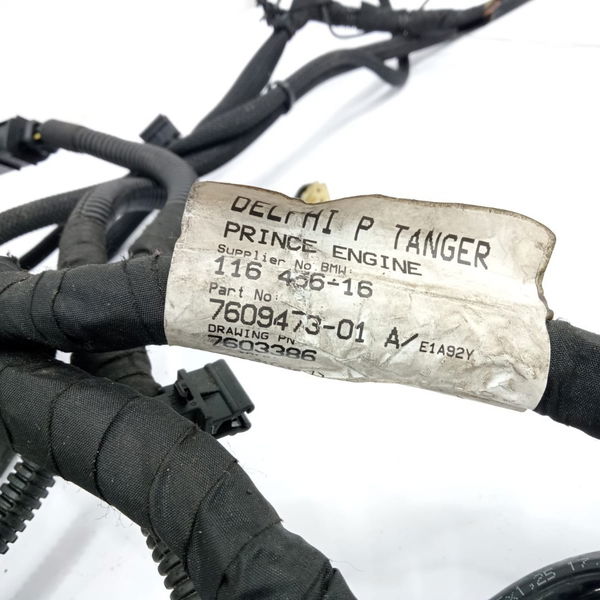 DELPHI P TANGER
PRINCE ENGINE
Supplier No.BMW:
116 436-16
Part No:
7609473-01 A/ E1A92Y
DRAWING PN
7603386